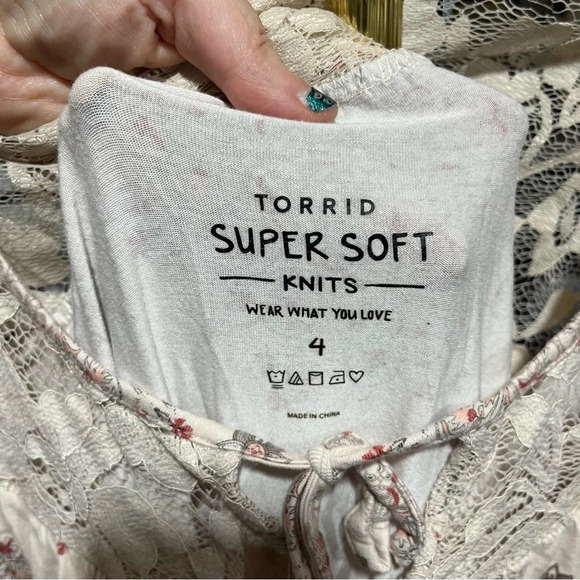 TORRID
SUPER SOFT
KNITS
WEAR WHAT YOU LOVE
4
MADE IN CHINA